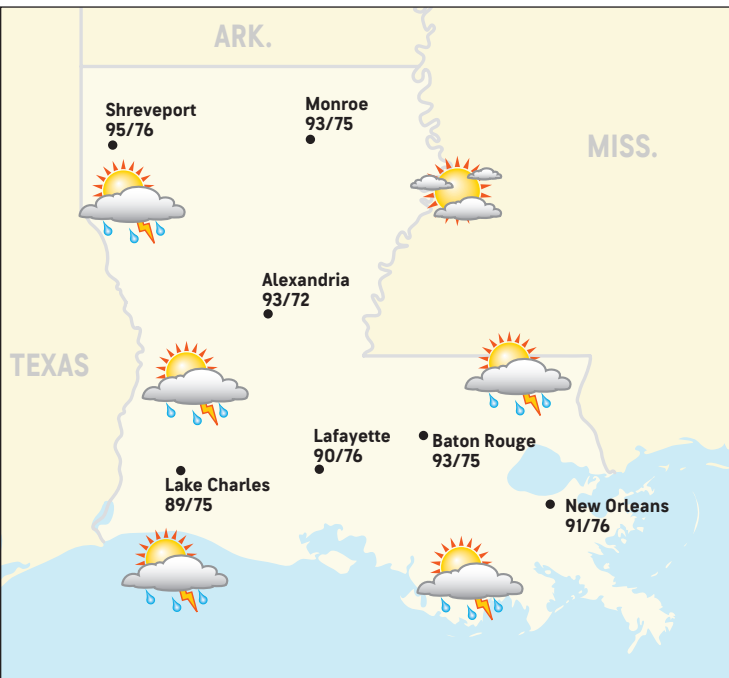 ARK.
Shreveport
95/76
Monroe
93/75
MISS.
Alexandria
93/72
TEXAS
Lafayette
90/76
Baton Rouge
93/75
Lake Charles
89/75
New Orleans
91/76